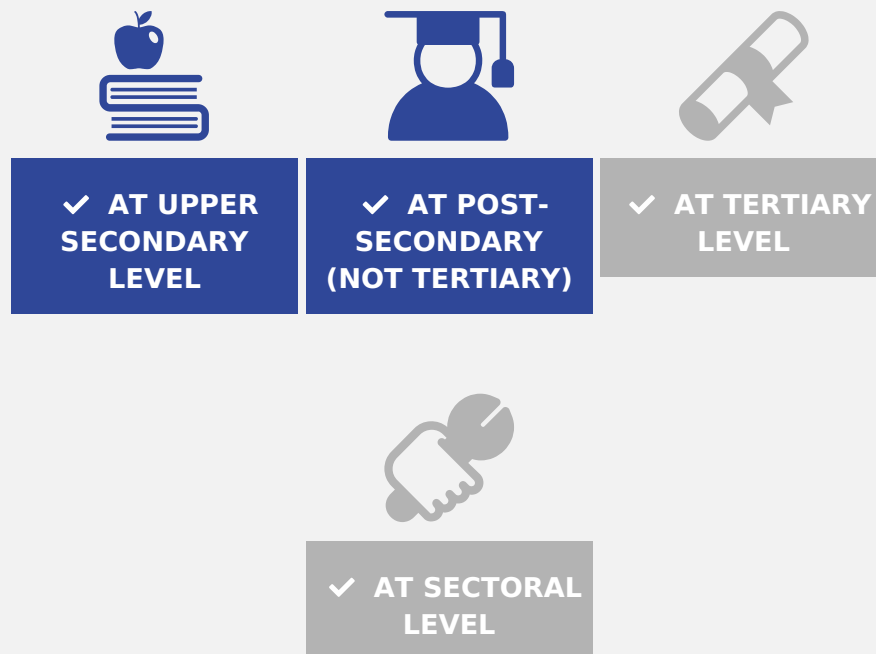 ✓ AT UPPER
SECONDARY
LEVEL
✓ AT POST-
SECONDARY
(NOT TERTIARY)
✓ AT TERTIARY
LEVEL
✓ AT SECTORAL
LEVEL